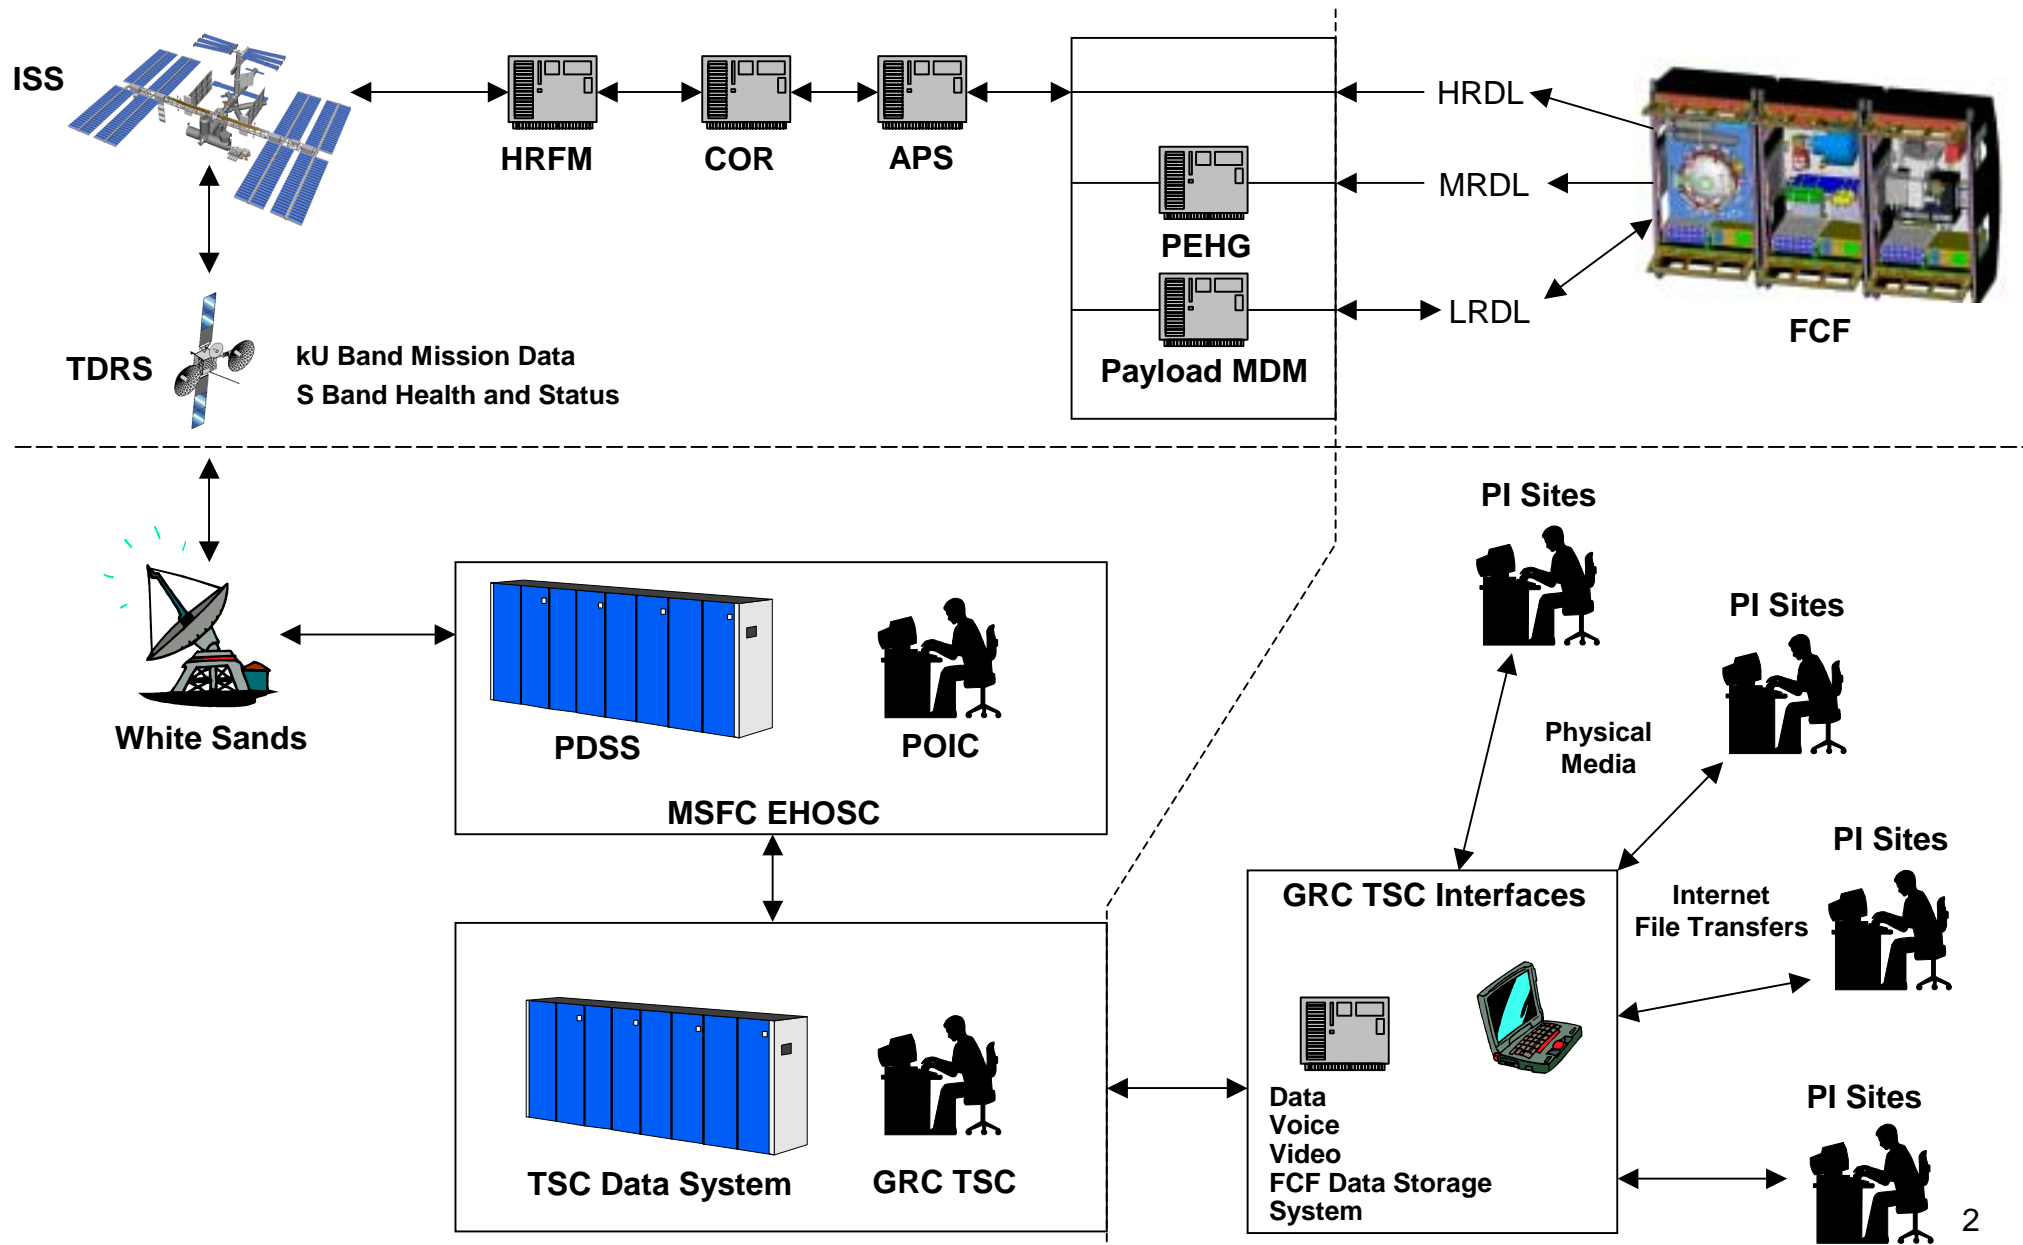 ISS
HRFM
COR
APS
HRDL
MRDL
PEHG
LRDL
FCF
TDRS
kU Band Mission Data
S Band Health and Status
Payload MDM
PI Sites
PI Sites
White Sands
PDSS
POIC
Physical
Media
MSFC EHOSC
PI Sites
GRC TSC Interfaces
Internet
File Transfers
Data
Voice
Video
FCF Data Storage
System
PI Sites
TSC Data System
GRC TSC
2